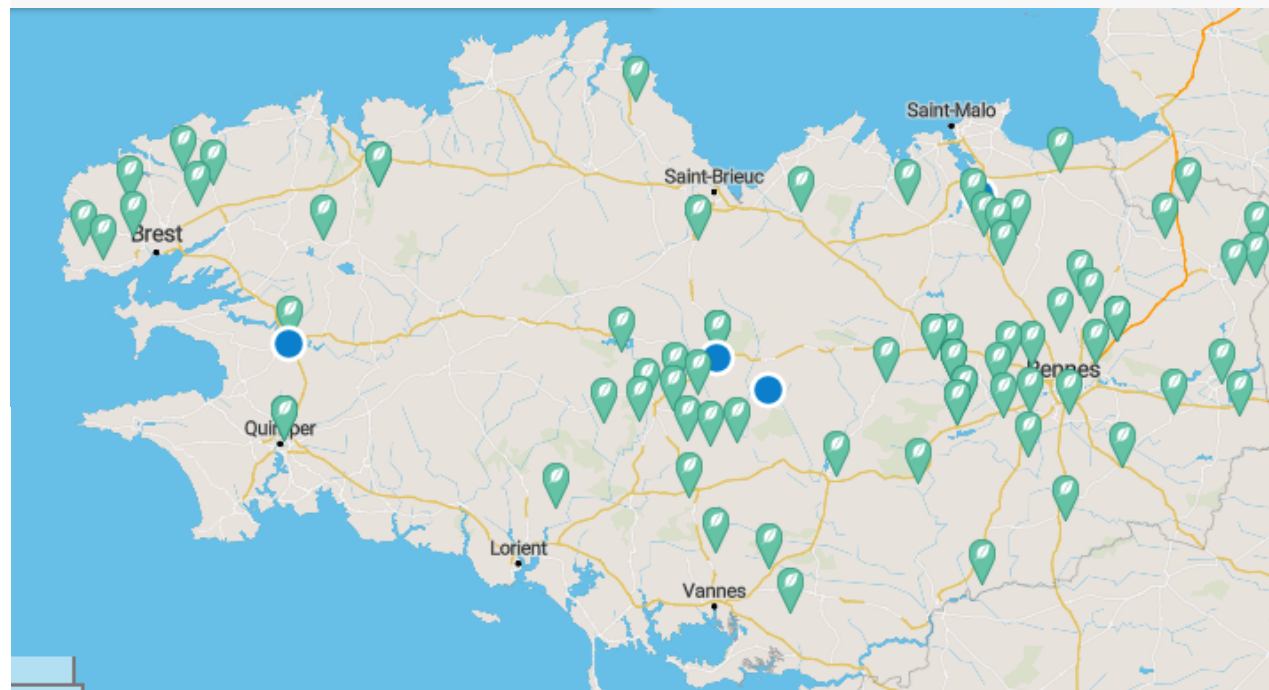 Saint-Malo
Saint-Brieuc
Brest
Rennes
Quimper
Lorient
Vannes